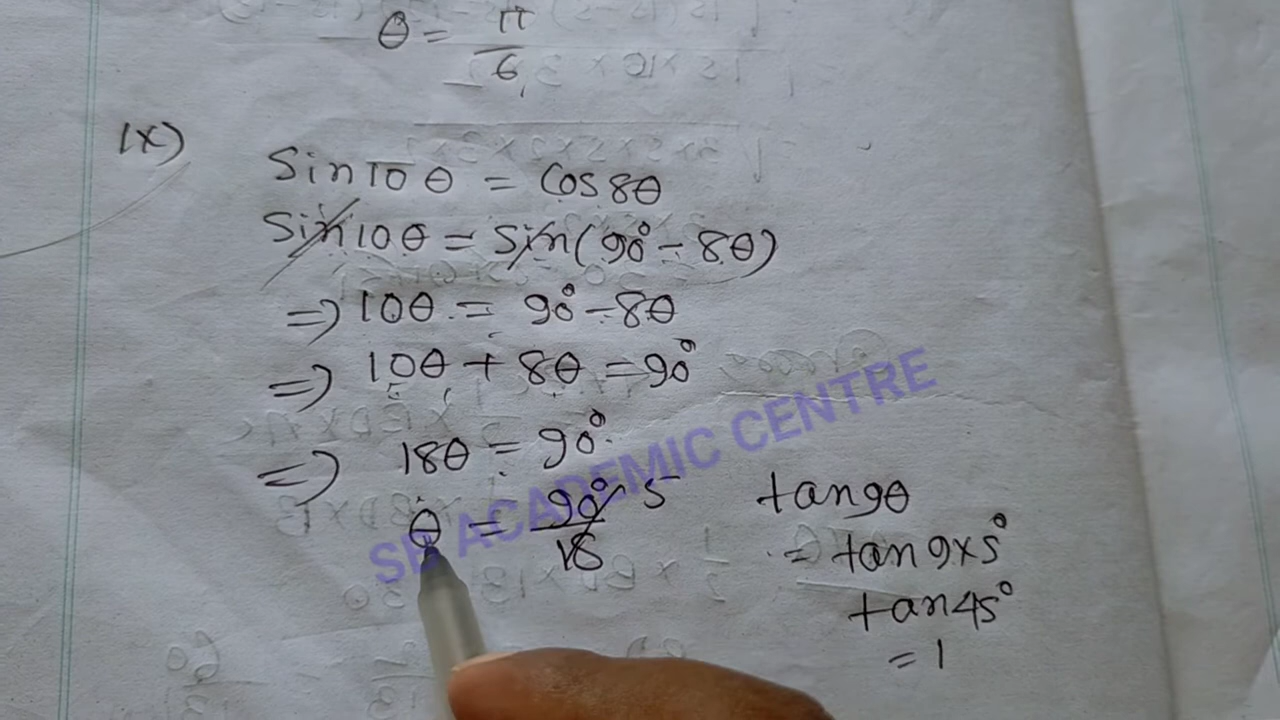 θ = π/6
ix)
Sin10θ = Cos8θ
Sin10θ = Sin(90° - 8θ)
=> 10θ = 90° - 8θ
=> 10θ + 8θ = 90°
=> 18θ = 90°
θ = 90°/18 5
tan9θ
= tan9×5°
tan45°
= 1
SB ACADEMIC CENTRE